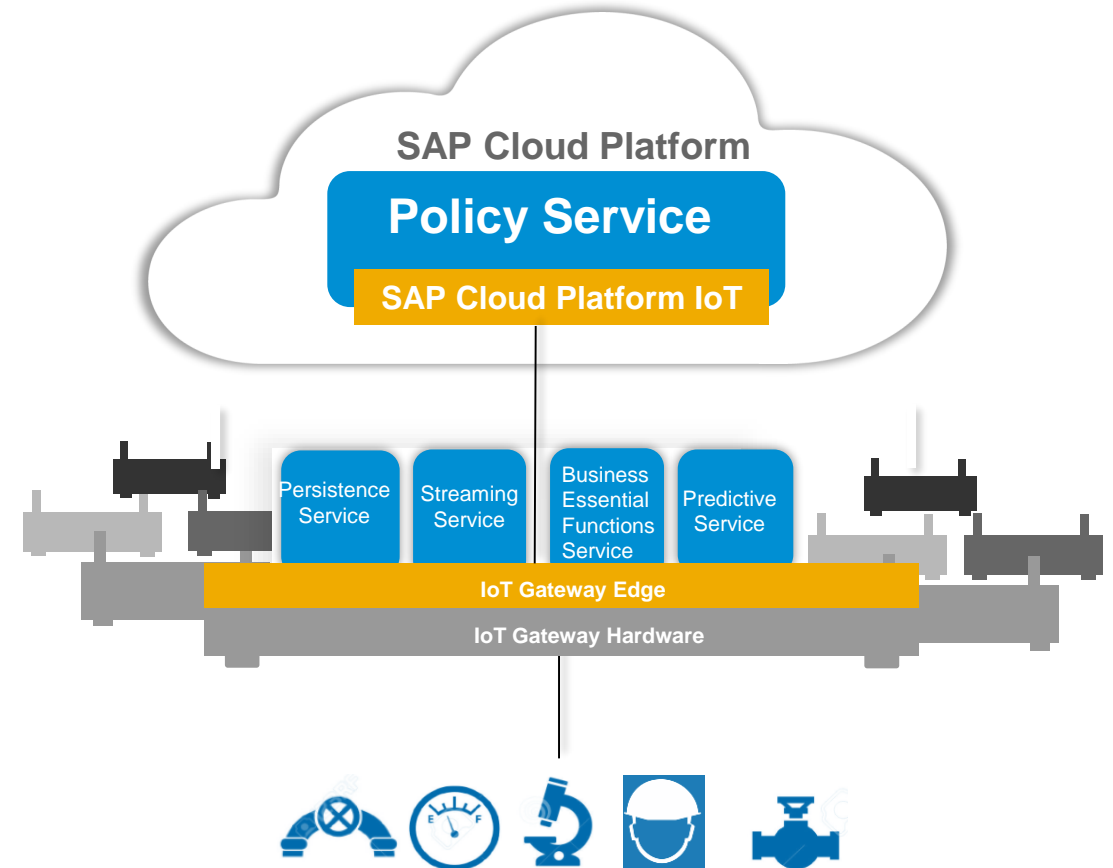 SAP Cloud Platform
Policy Service
SAP Cloud Platform IoT
Persistence
Service
Streaming
Service
Business
Essential
Functions
Service
Predictive
Service
IoT Gateway Edge
IoT Gateway Hardware
E
F